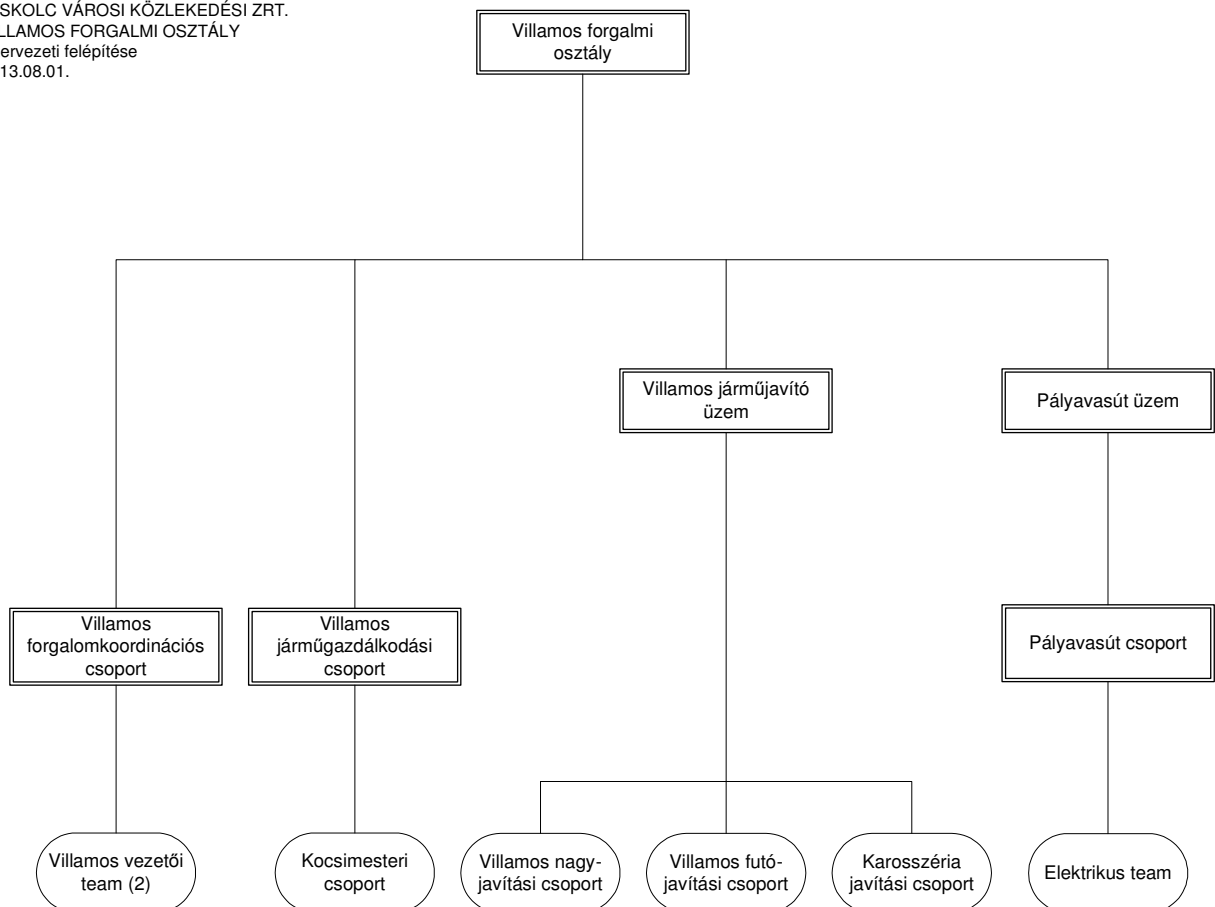 SKOLC VÁROSI KÖZLEKEDÉSI ZRT.
LLAMOS FORGALMI OSZTÁLY
ervezeti felépítése
13.08.01.
Villamos forgalmi
osztály
Villamos járműjavító
üzem
Pályavasút üzem
Villamos
forgalomkoordinációs
csoport
Villamos
járműgazdálkodási
csoport
Pályavasút csoport
Villamos vezetői
team (2)
Kocsimesteri
csoport
Villamos nagy-
javítási csoport
Villamos futó-
javítási csoport
Karosszéria
javítási csoport
Elektrikus team